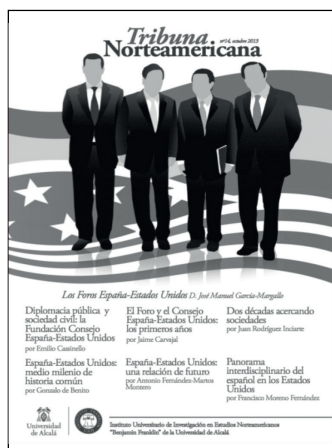 Tribuna
nº14, octubre 2013
Norteamericana
Los Foros España-Estados Unidos D. José Manuel García-Margallo
Diplomacia pública y
sociedad civil: la
Fundación Consejo
España-Estados Unidos
por Emilio Cassinello
El Foro y el Consejo
España-Estados Unidos:
los primeros años
por Jaime Carvajal
Dos décadas acercando
sociedades
por Juan Rodríguez Inciarte
España-Estados Unidos:
medio milenio de
historia común
por Gonzalo de Benito
España-Estados Unidos:
una relación de futuro
por Antonio Fernández-Martos
Montero
Panorama
interdisciplinario del
español en los Estados
Unidos
por Francisco Moreno Fernández
Universidad
de Alcalá
Instituto Universitario de Investigación en Estudios Norteamericanos
"Benjamin Franklin" de la Universidad de Alcalá